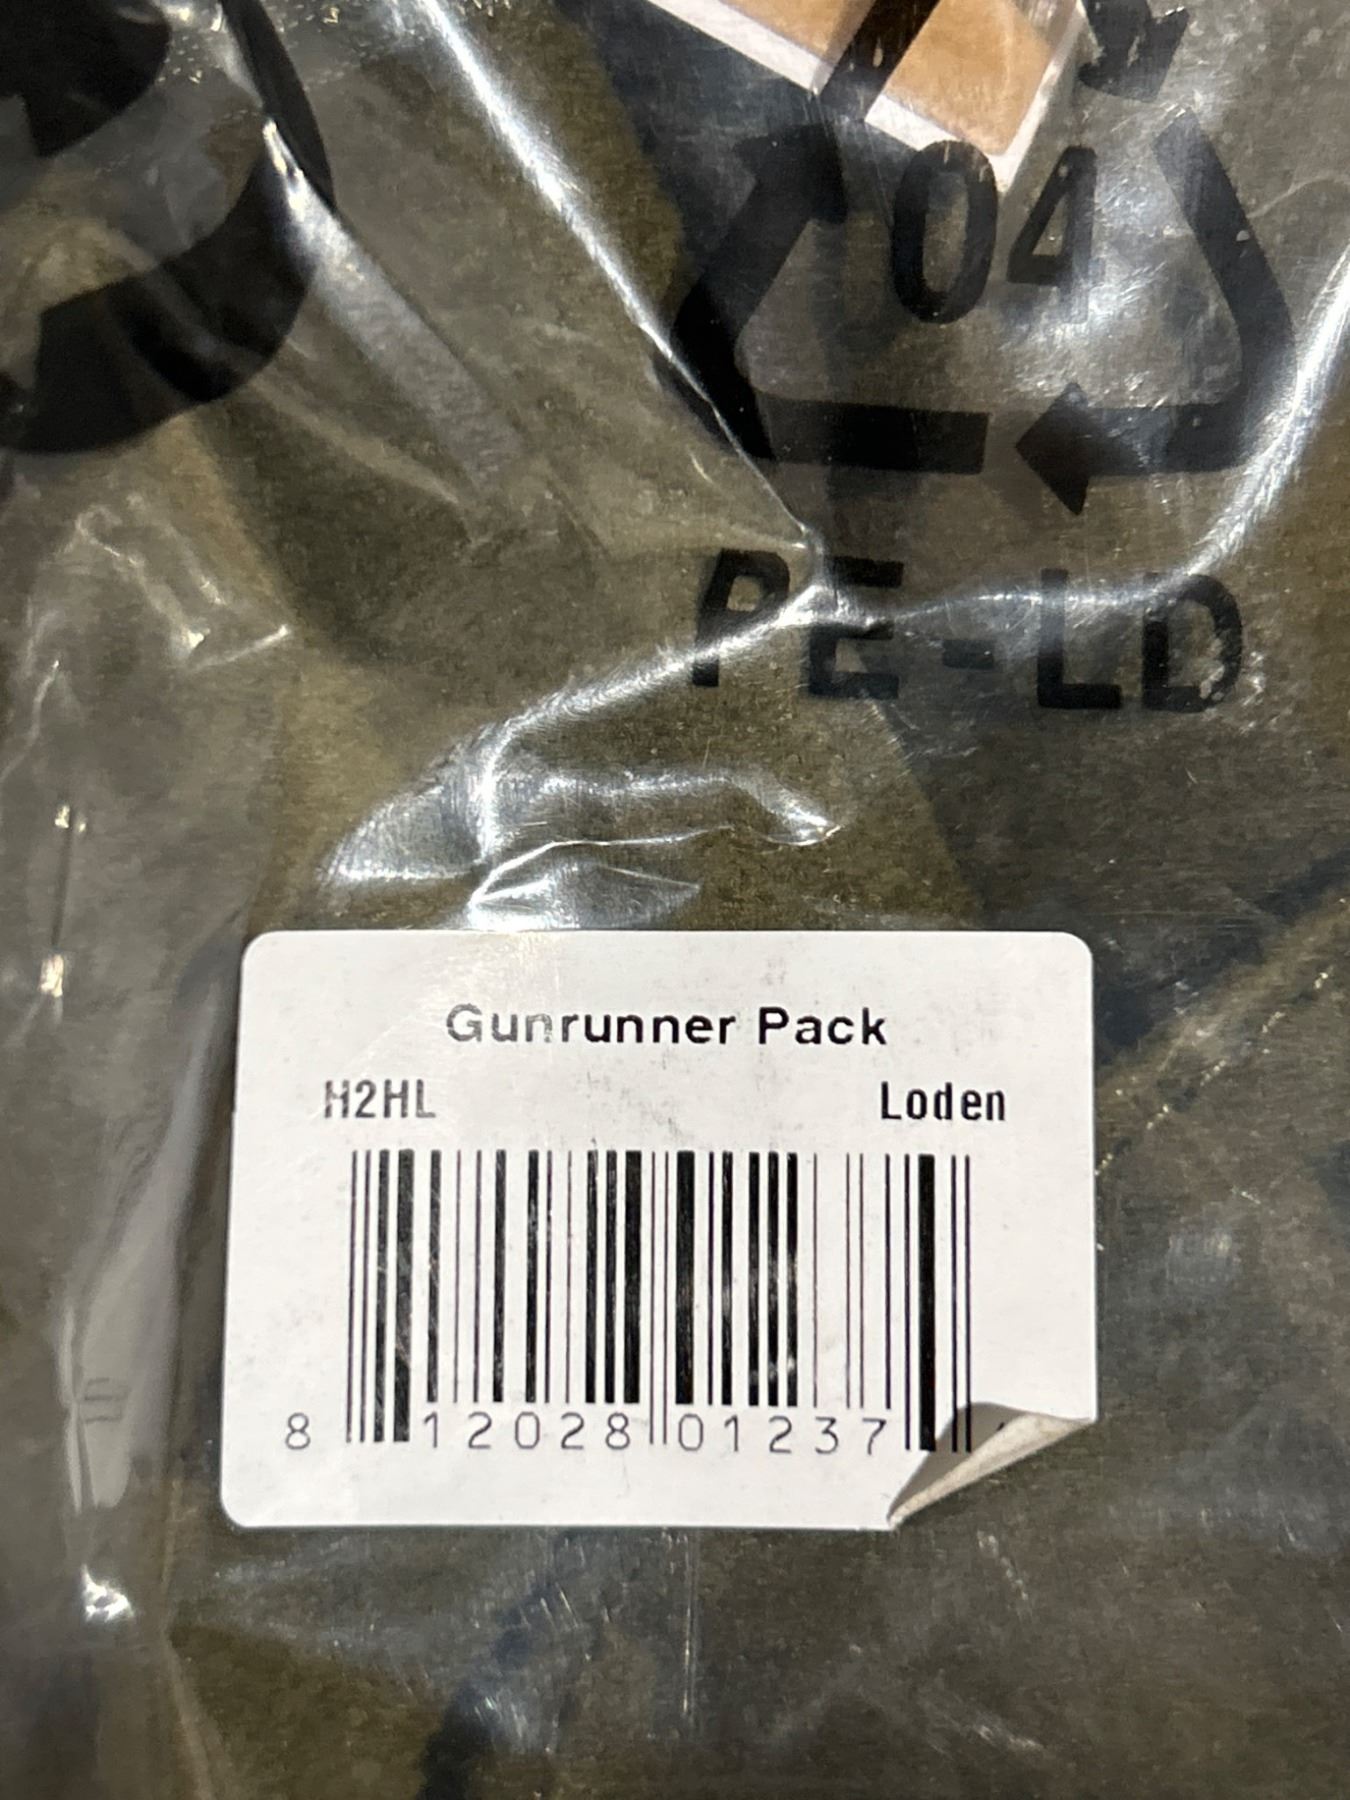 04
PE-LD
Gunrunner Pack
H2HL Loden
8 12028 01237